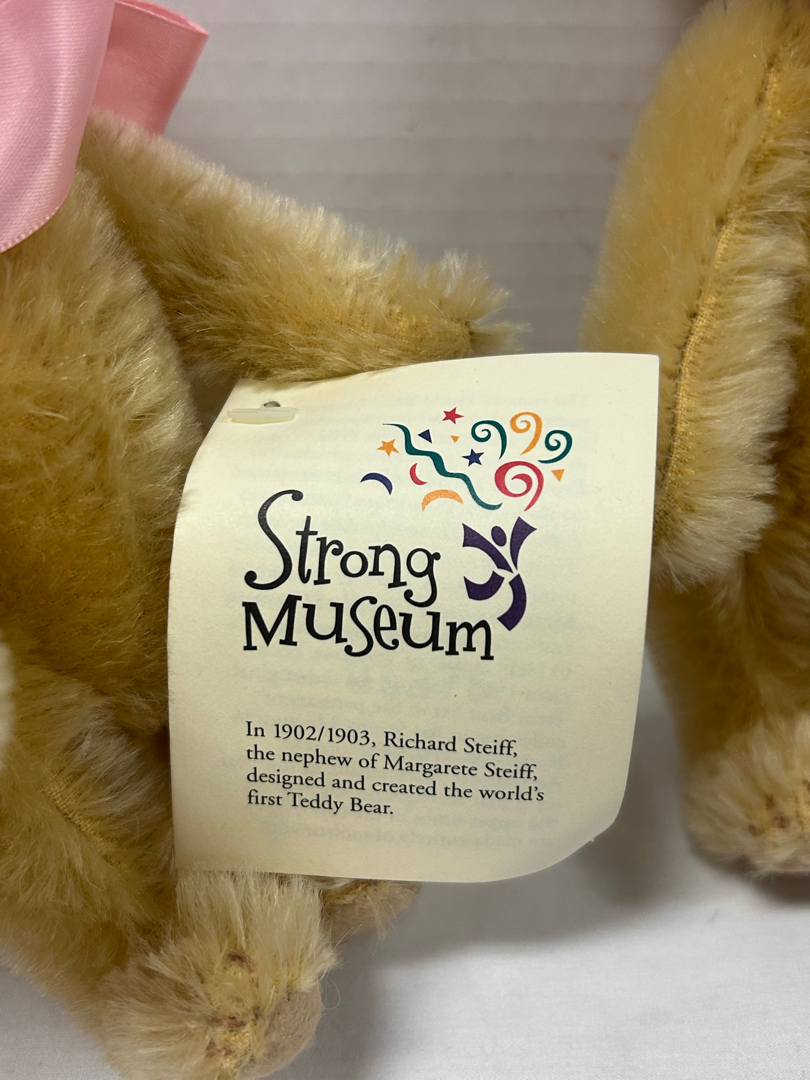 Strong
Museum
In 1902/1903, Richard Steiff,
the nephew of Margarete Steiff,
designed and created the world's
first Teddy Bear.